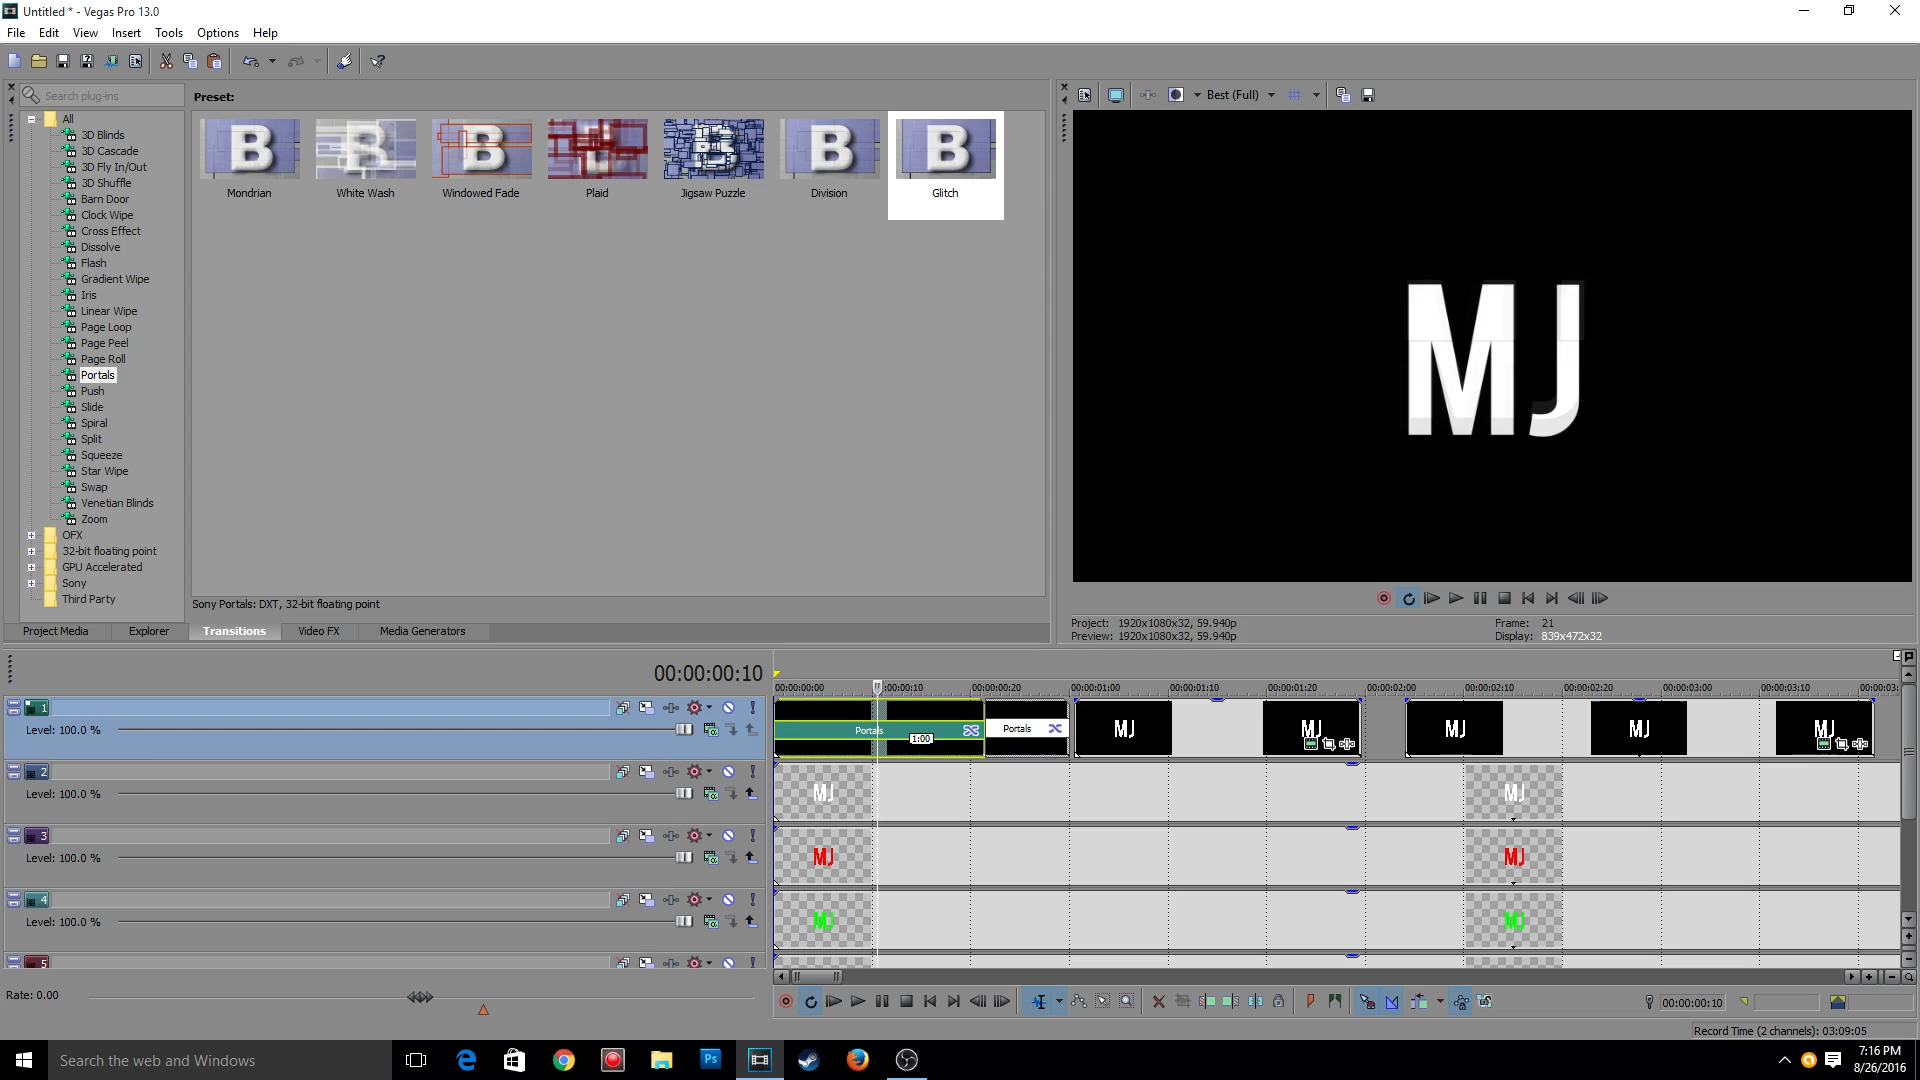 Untitled * - Vegas Pro 13.0
File Edit View Insert Tools Options Help
Search plug-ins
Preset:
All
3D Blinds
3D Cascade
3D Fly In/Out
3D Shuffle
Barn Door
Clock Wipe
Cross Effect
Dissolve
Flash
Gradient Wipe
Iris
Linear Wipe
Page Loop
Page Peel
Page Roll
Portals
Push
Slide
Spiral
Split
Squeeze
Star Wipe
Swap
Venetian Blinds
Zoom
OFX
32-bit floating point
GPU Accelerated
Sony
Third Party
B B B B B B
Mondrian White Wash Windowed Fade Plaid Jigsaw Puzzle Division Glitch
Sony Portals: DXT, 32-bit floating point
Project Media Explorer Transitions Video FX Media Generators
Best (Full)
MJ
Project: 1920x1080x32, 59.940p
Preview: 1920x1080x32, 59.940p
Frame: 21
Display: 839x472x32
00:00:00:10
00:00:00:00 :00:00:10 00:00:00:20 00:00:01:00 00:00:01:10 00:00:01:20 00:00:02:00 00:00:02:10 00:00:02:20 00:00:03:00 00:00:03:10 00:00:03:
1
Level: 100.0 %
Portals 1:00 Portals MJ MJ MJ MJ MJ
2
Level: 100.0 %
MJ MJ
3
Level: 100.0 %
MJ MJ
4
Level: 100.0 %
MJ MJ
5
Rate: 0.00
00:00:00:10
Record Time (2 channels): 03:09:05
Search the web and Windows
Ps
7:16 PM
8/26/2016